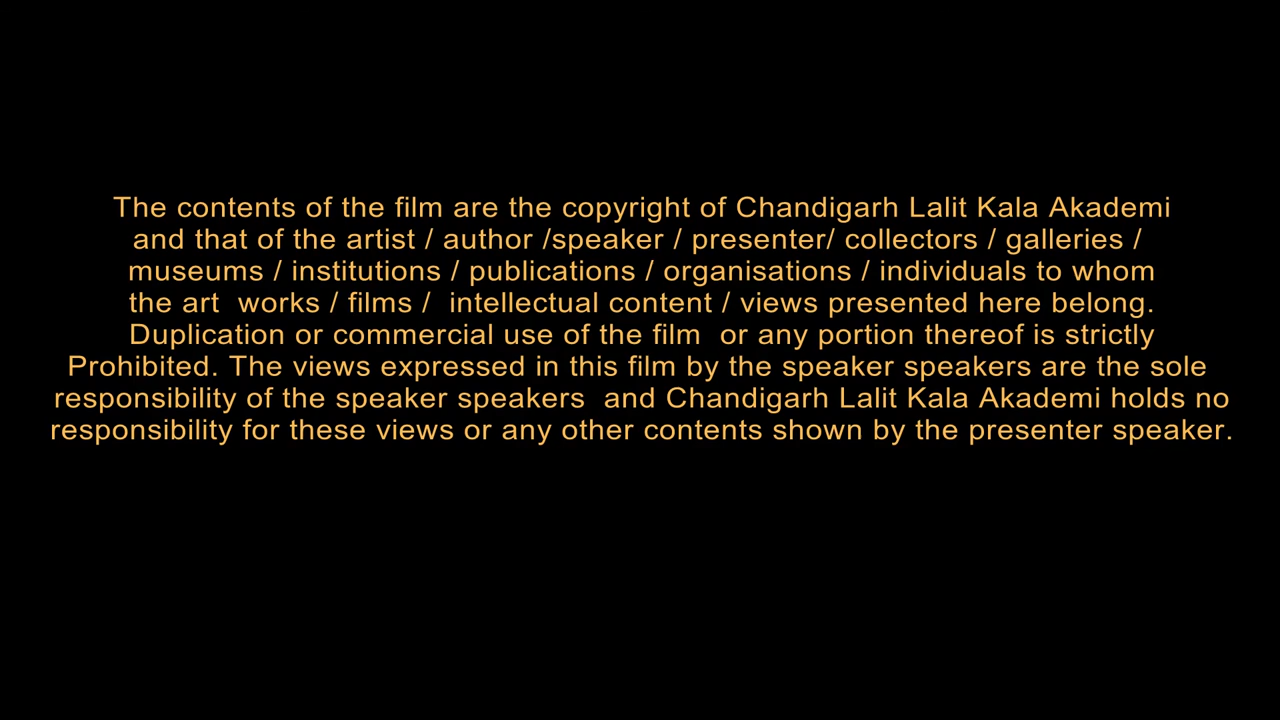 The contents of the film are the copyright of Chandigarh Lalit Kala Akademi
and that of the artist / author /speaker / presenter/ collectors / galleries /
museums / institutions / publications / organisations / individuals to whom
the art  works / films /  intellectual content / views presented here belong.
Duplication or commercial use of the film  or any portion thereof is strictly
Prohibited. The views expressed in this film by the speaker speakers are the sole
responsibility of the speaker speakers  and Chandigarh Lalit Kala Akademi holds no
responsibility for these views or any other contents shown by the presenter speaker.